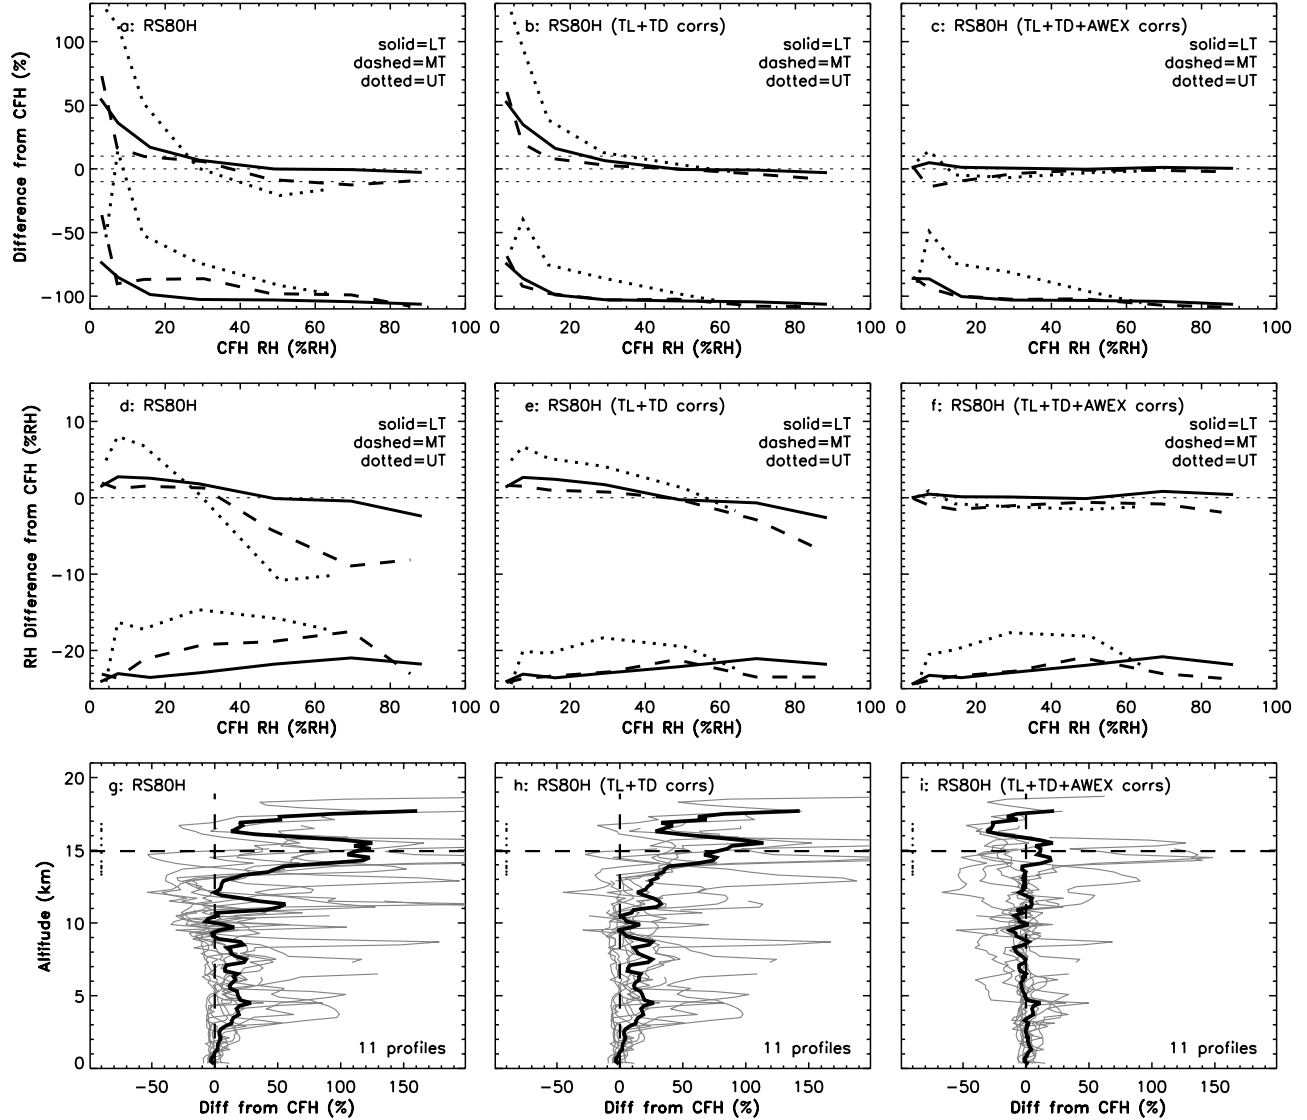 a: RS80H
solid=LT
dashed=MT
dotted=UT
100
50
0
−50
−100
Difference from CFH (%)
0 20 40 60 80 100
CFH RH (%RH)
b: RS80H (TL+TD corrs)
solid=LT
dashed=MT
dotted=UT
0 20 40 60 80 100
CFH RH (%RH)
c: RS80H (TL+TD+AWEX corrs)
solid=LT
dashed=MT
dotted=UT
0 20 40 60 80 100
CFH RH (%RH)
d: RS80H
solid=LT
dashed=MT
dotted=UT
10
0
−10
−20
RH Difference from CFH (%RH)
0 20 40 60 80 100
CFH RH (%RH)
e: RS80H (TL+TD corrs)
solid=LT
dashed=MT
dotted=UT
0 20 40 60 80 100
CFH RH (%RH)
f: RS80H (TL+TD+AWEX corrs)
solid=LT
dashed=MT
dotted=UT
0 20 40 60 80 100
CFH RH (%RH)
g: RS80H
20
15
10
5
0
Altitude (km)
11 profiles
−50 0 50 100 150
Diff from CFH (%)
h: RS80H (TL+TD corrs)
11 profiles
−50 0 50 100 150
Diff from CFH (%)
i: RS80H (TL+TD+AWEX corrs)
11 profiles
−50 0 50 100 150
Diff from CFH (%)